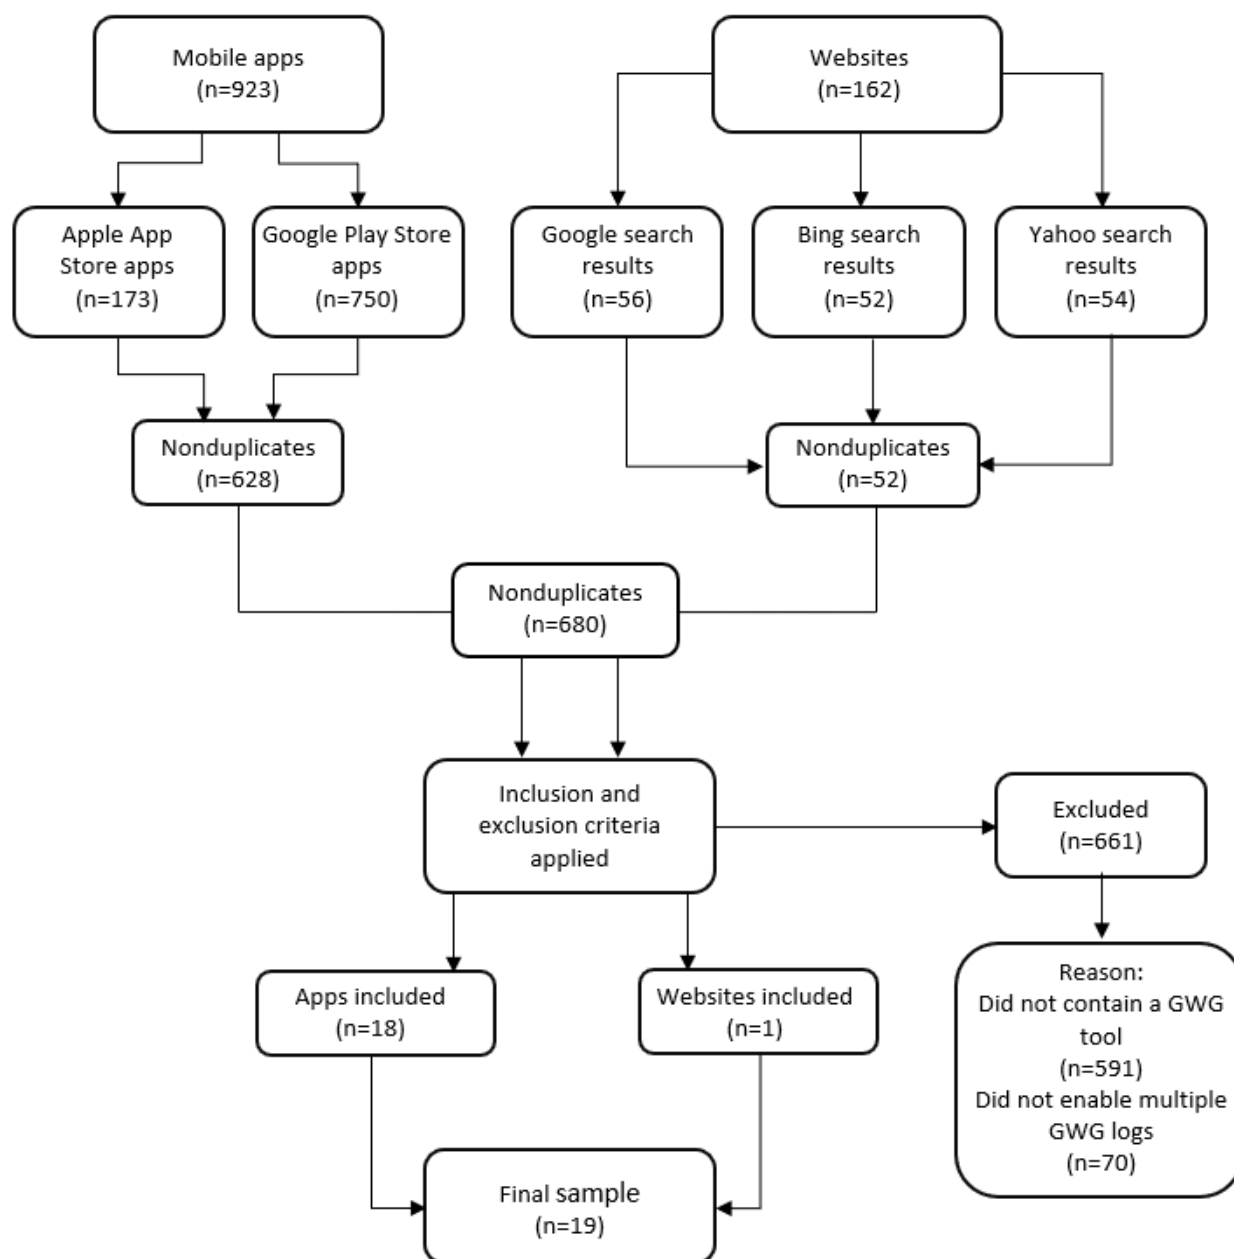 Mobile apps
(n=923)
Websites
(n=162)
Apple App
Store apps
(n=173)
Google Play Store
apps
(n=750)
Google search
results
(n=56)
Bing search
results
(n=52)
Yahoo search
results
(n=54)
Nonduplicates
(n=628)
Nonduplicates
(n=52)
Nonduplicates
(n=680)
Inclusion and
exclusion criteria
applied
Excluded
(n=661)
Reason:
Did not contain a GWG
tool
(n=591)
Did not enable multiple
GWG logs
(n=70)
Apps included
(n=18)
Websites included
(n=1)
Final sample
(n=19)